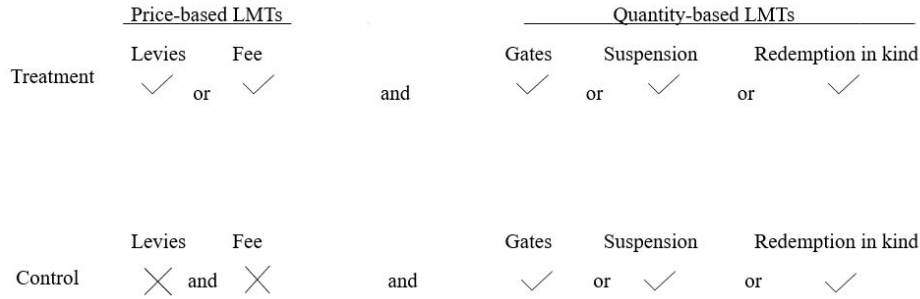 Price-based LMTs Quantity-based LMTs
Levies Fee Gates Suspension Redemption in kind
Treatment
or and or or
Levies Fee Gates Suspension Redemption in kind
Control and and or or